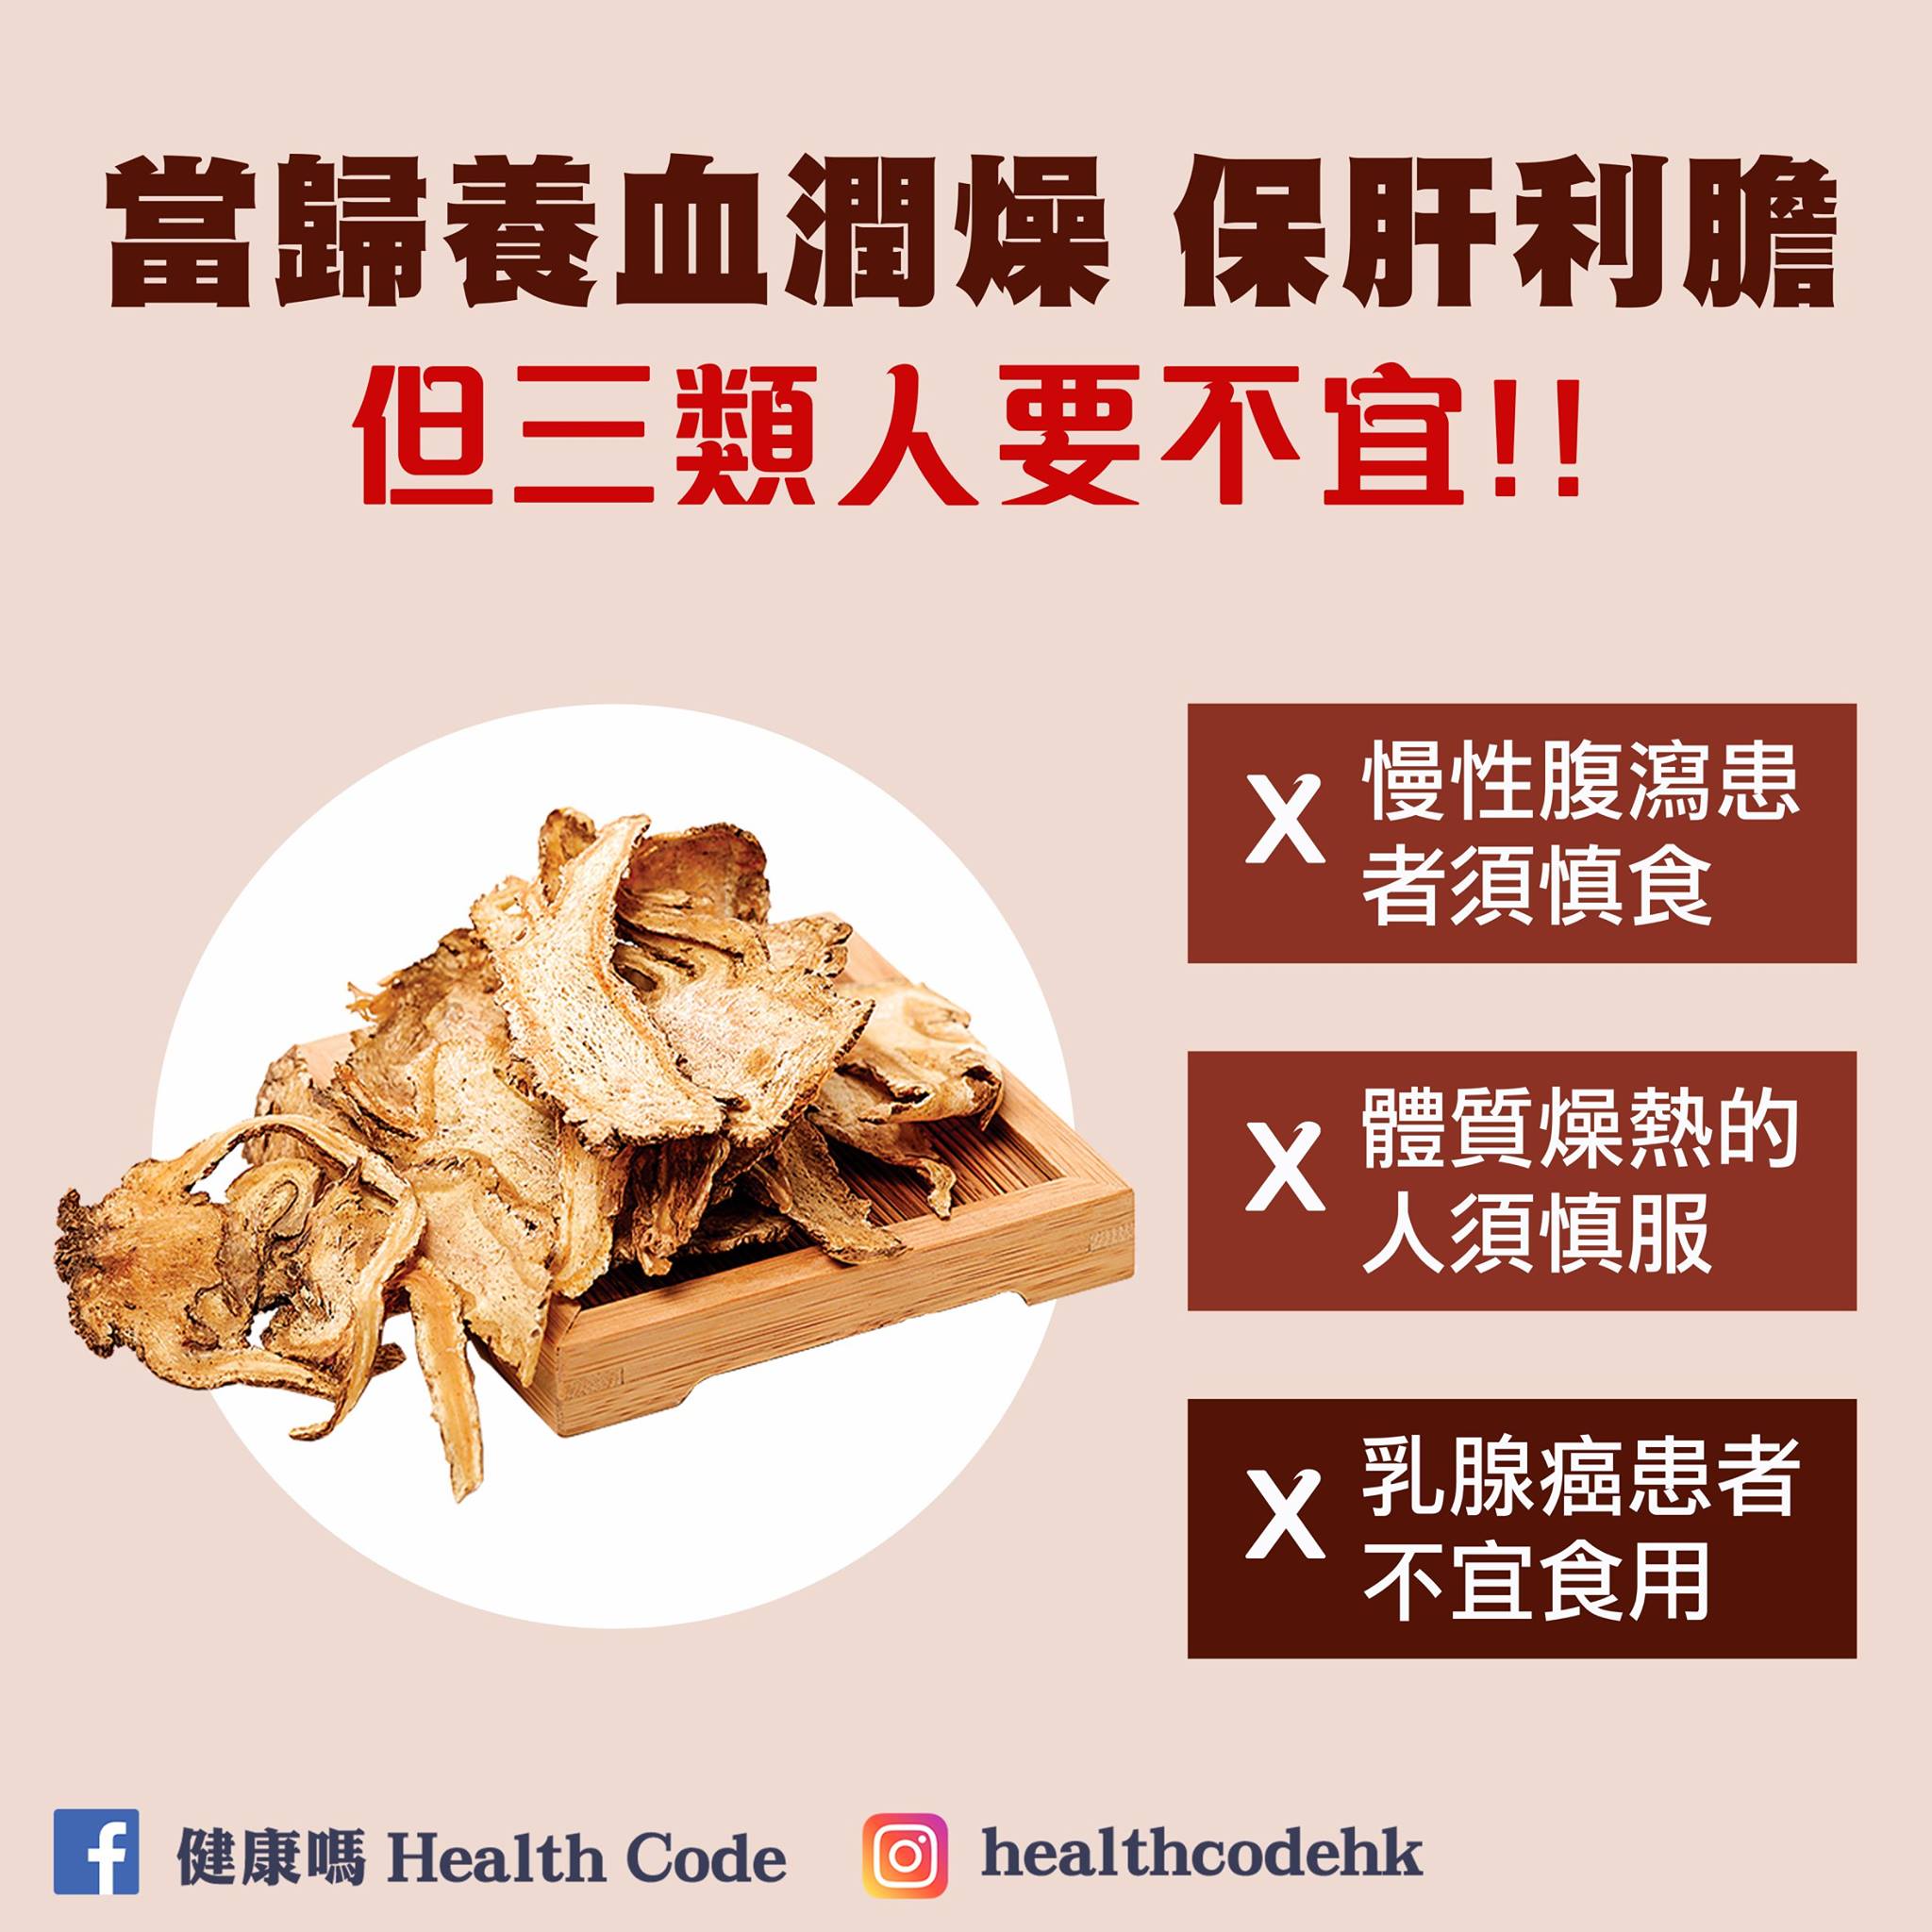 當歸養血潤燥 保肝利膽
但三類人要不宜!!
X 慢性腹瀉患
者須慎食
X 體質燥熱的
人須慎服
X 乳腺癌患者
不宜食用
f 健康嗎 Health Code
healthcodehk